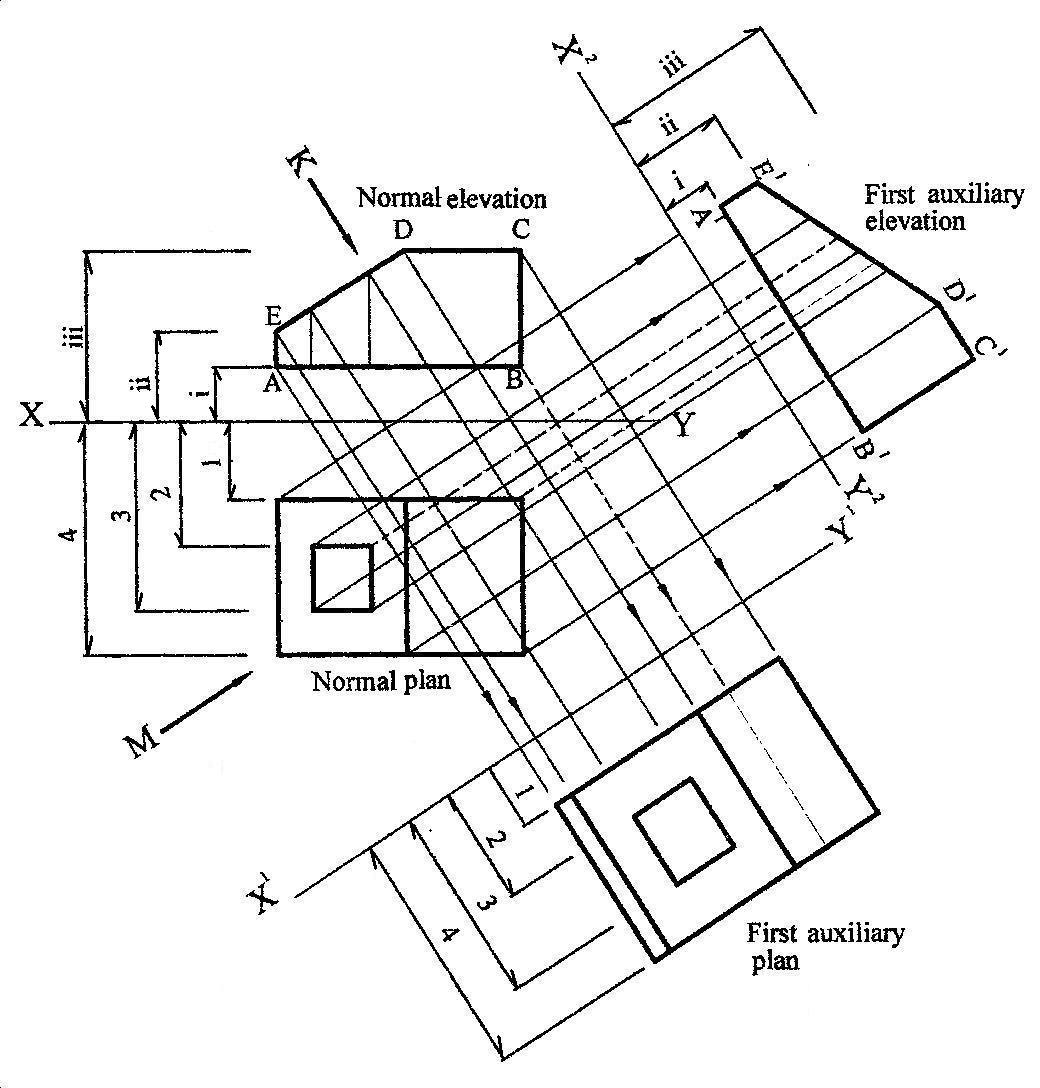 X²
iii
ii
i
K
Normal elevation
D
C
E'
A'
First auxiliary
elevation
D'
C'
E
iii
ii
i
A
B
X
Y
B'
Y²
Y'
1
2
3
4
Normal plan
M
1
2
3
4
X¹
First auxiliary
plan